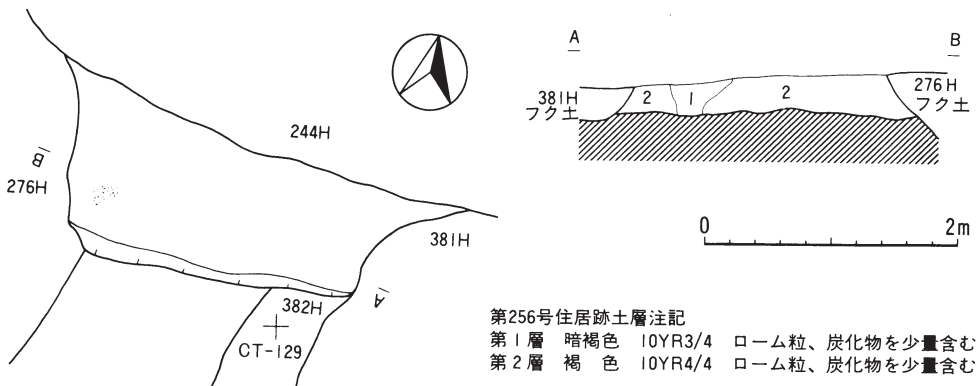 244H
B
276H
381H
A
382H
CT-129
A
B
381H
フク土
2
1
2
276H
フク土
0
2m
第256号住居跡土層注記
第1層 暗褐色 10YR3/4 ローム粒、炭化物を少量含む
第2層 褐 色 10YR4/4 ローム粒、炭化物を少量含む